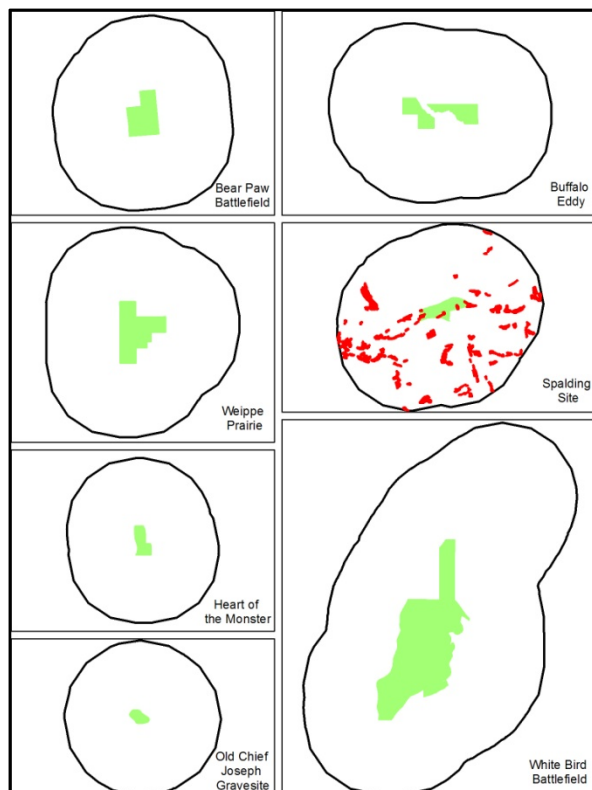 Bear Paw
Battlefield
Buffalo
Eddy
Weippe
Prairie
Spalding
Site
Heart of
the Monster
Old Chief
Joseph
Gravesite
White Bird
Battlefield